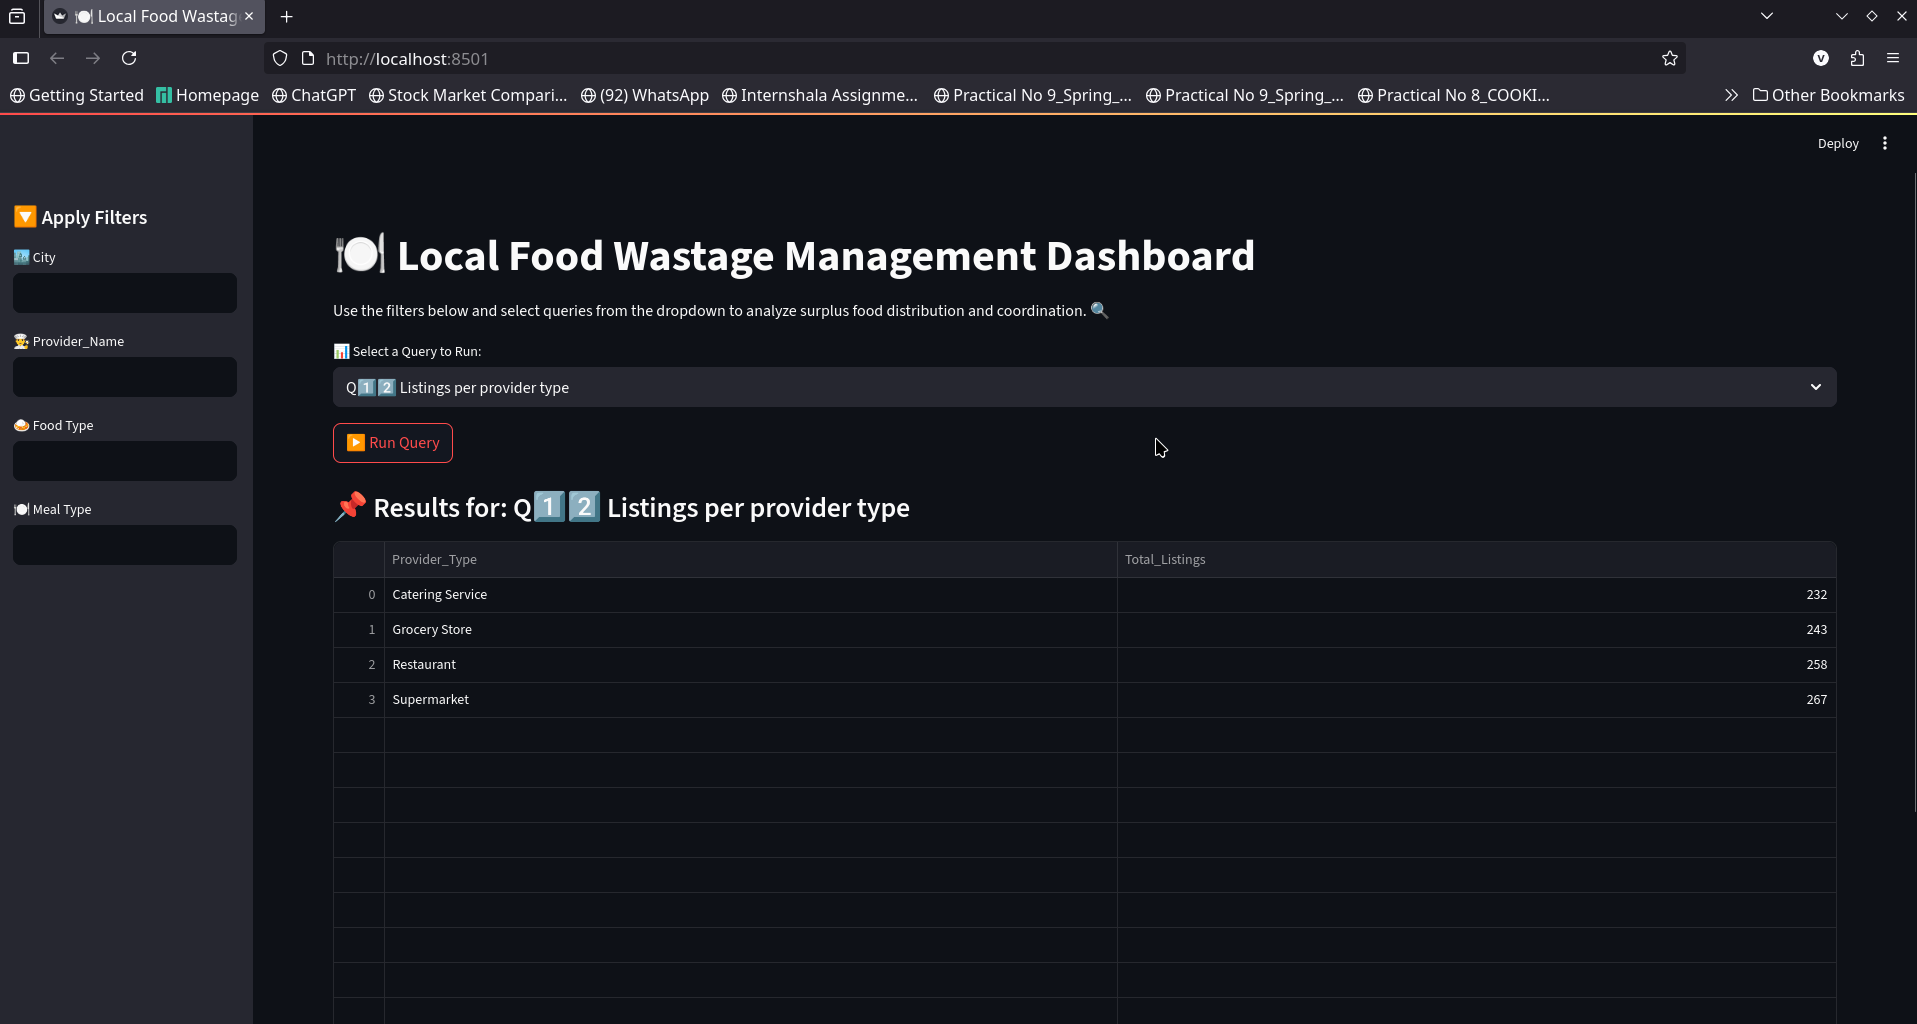 🍽️ Local Food Wastag
http://localhost:8501
V
Getting Started Homepage ChatGPT Stock Market Compari... (92) WhatsApp Internshala Assignme... Practical No 9_Spring_... Practical No 9_Spring_... Practical No 8_COOKI... Other Bookmarks
Deploy
🔽 Apply Filters
🏙️ City
🧑‍🍳 Provider_Name
🍛 Food Type
🍽️ Meal Type
🍽️ Local Food Wastage Management Dashboard
Use the filters below and select queries from the dropdown to analyze surplus food distribution and coordination. 🔍
📊 Select a Query to Run:
Q1️⃣2️⃣ Listings per provider type
▶️ Run Query
📌 Results for: Q1️⃣2️⃣ Listings per provider type
Provider_Type Total_Listings
0 Catering Service 232
1 Grocery Store 243
2 Restaurant 258
3 Supermarket 267